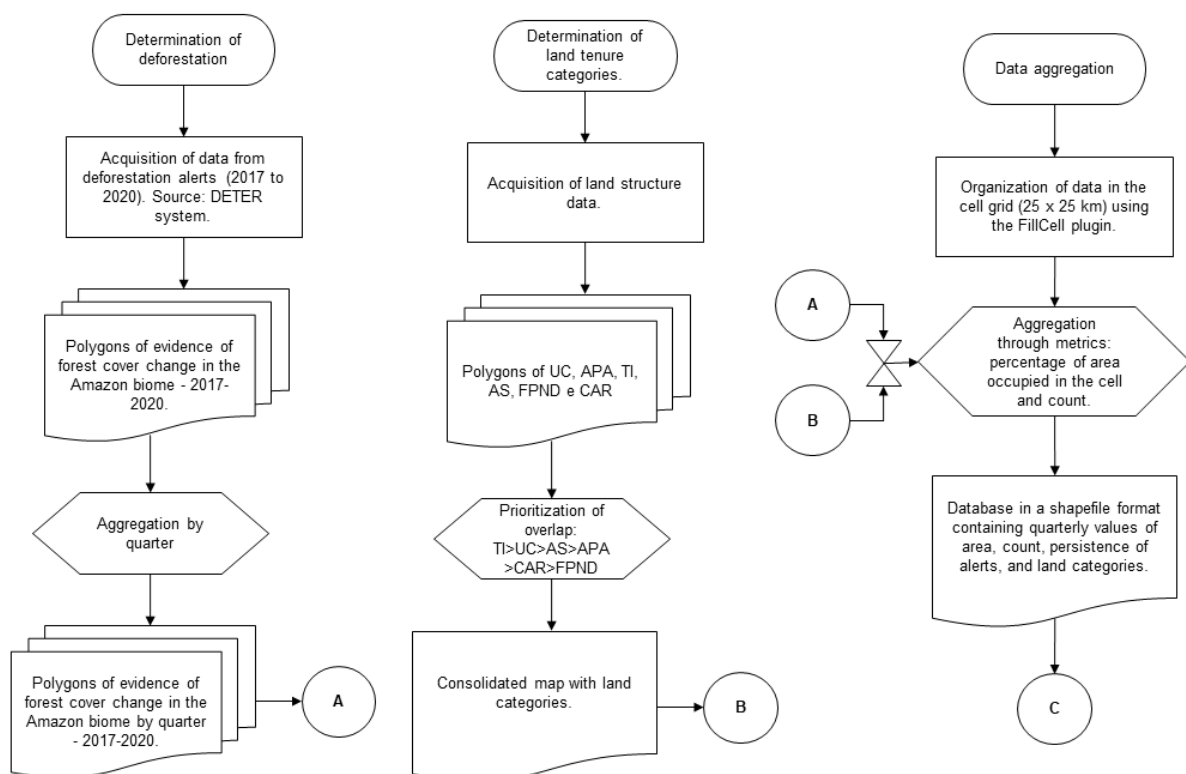 Determination of
deforestation
Acquisition of data from
deforestation alerts (2017 to
2020). Source: DETER
system.
Polygons of evidence of
forest cover change in the
Amazon biome - 2017-
2020.
Aggregation by
quarter
Polygons of evidence of
forest cover change in the
Amazon biome by quarter
- 2017-2020.
A
Determination of
land tenure
categories.
Acquisition of land structure
data.
Polygons of UC, APA, TI,
AS, FPND e CAR
Prioritization of
overlap:
TI>UC>AS>APA
>CAR>FPND
Consolidated map with land
categories.
B
Data aggregation
Organization of data in the
cell grid (25 x 25 km) using
the FillCell plugin.
A
B
Aggregation
through metrics:
percentage of area
occupied in the cell
and count.
Database in a shapefile format
containing quarterly values of
area, count, persistence of
alerts, and land categories.
C